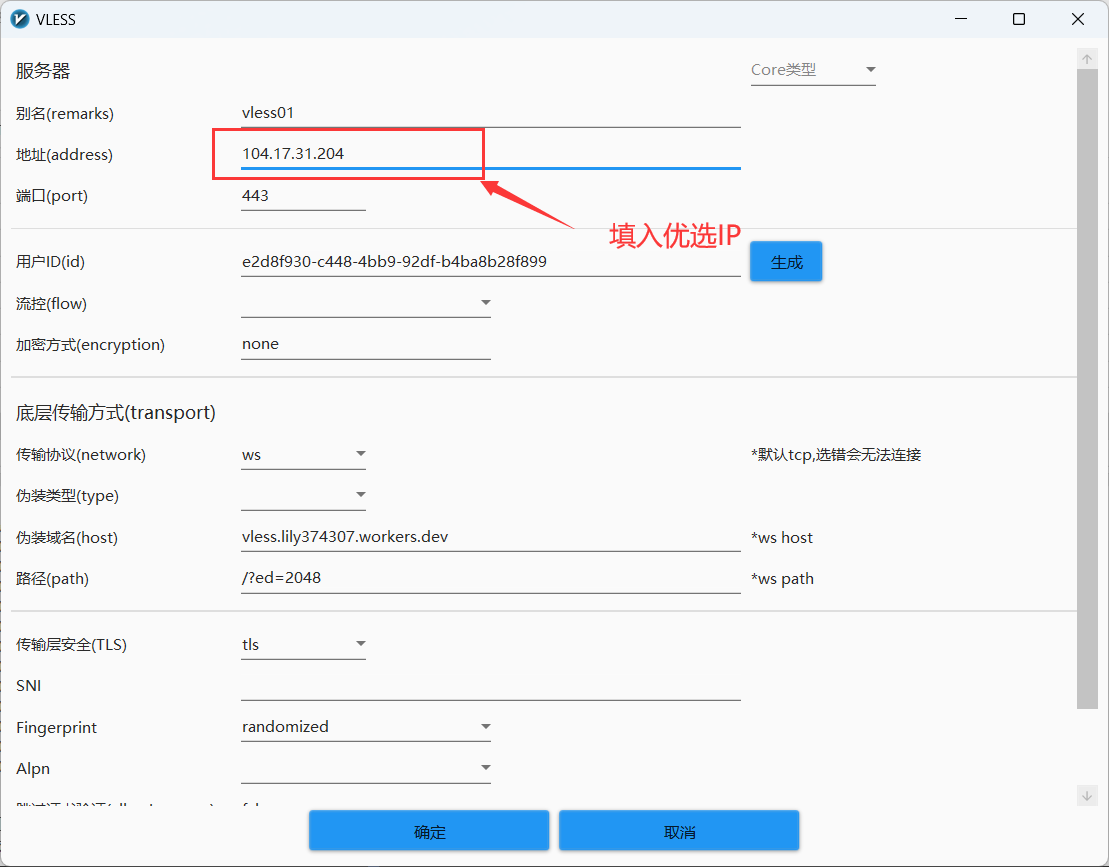 VLESS
服务器
Core类型
别名(remarks) vless01
地址(address) 104.17.31.204
端口(port) 443
填入优选IP
用户ID(id) e2d8f930-c448-4bb9-92df-b4ba8b28f899 生成
流控(flow)
加密方式(encryption) none
底层传输方式(transport)
传输协议(network) ws *默认tcp,选错会无法连接
伪装类型(type)
伪装域名(host) vless.lily374307.workers.dev *ws host
路径(path) /?ed=2048 *ws path
传输层安全(TLS) tls
SNI
Fingerprint randomized
Alpn
确定 取消